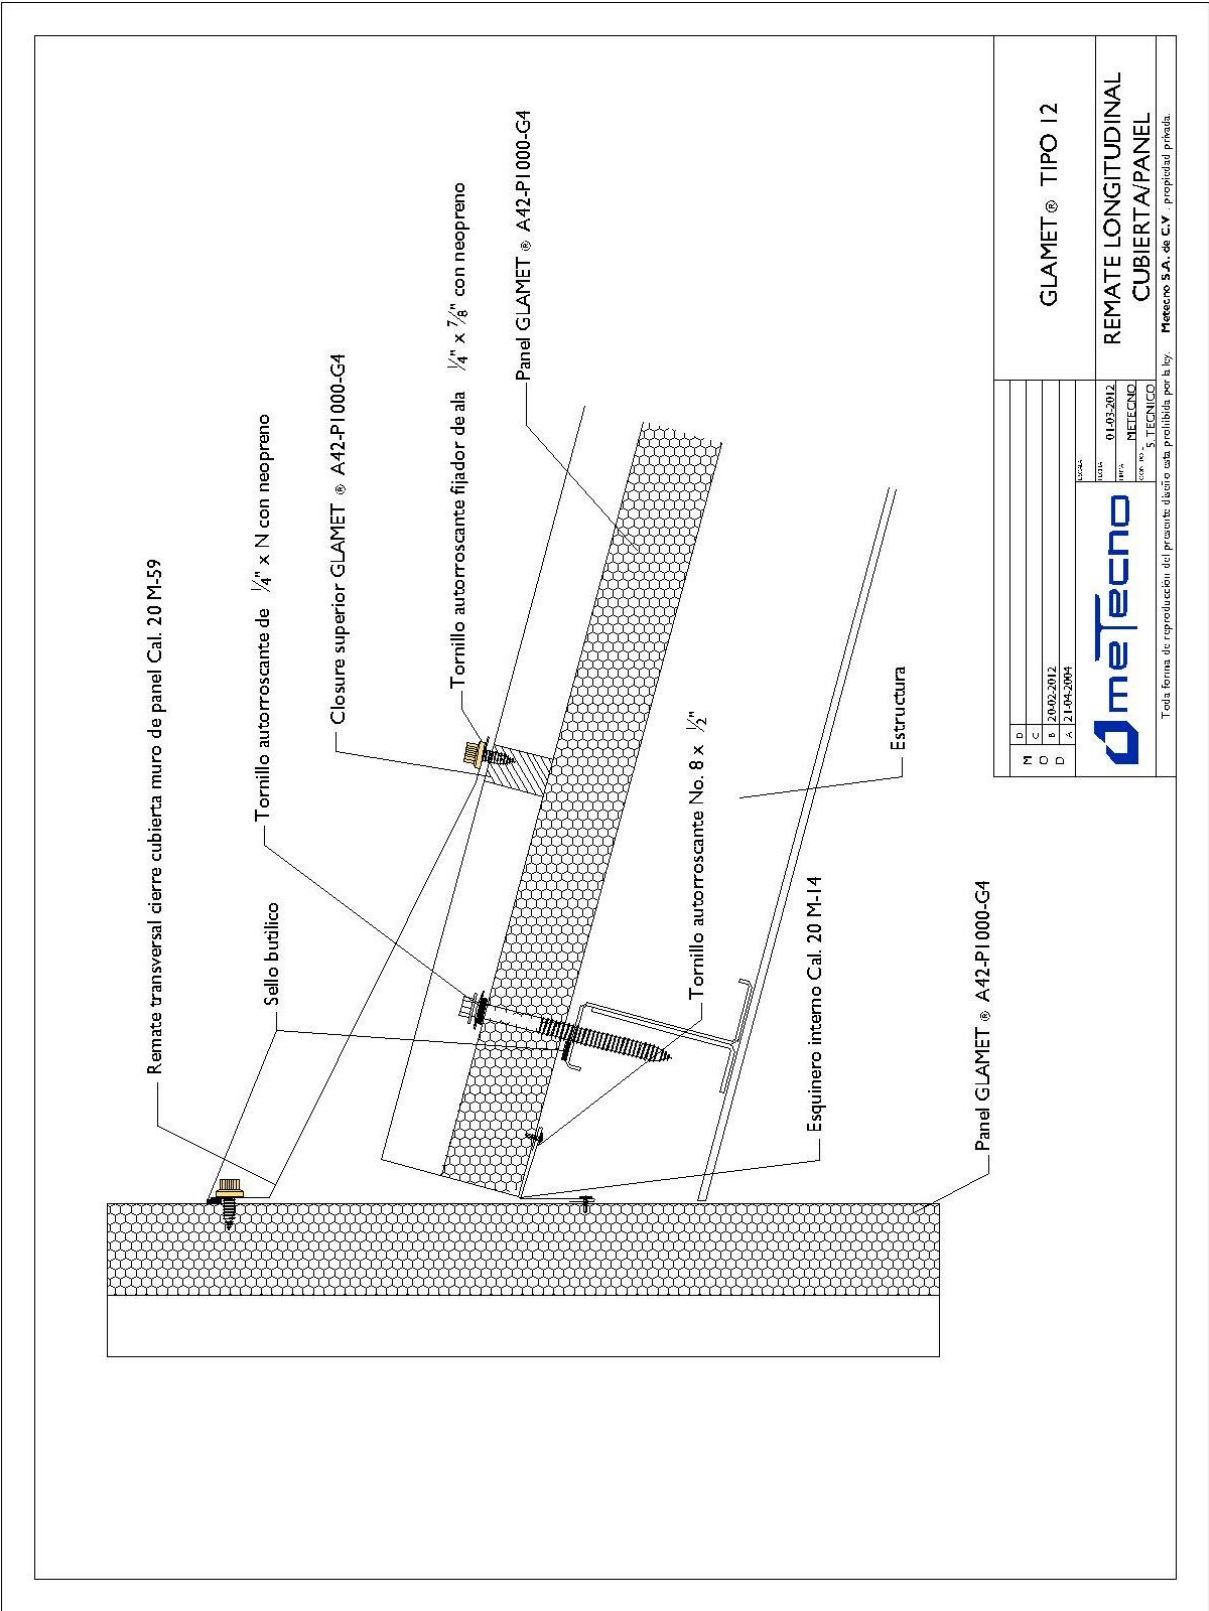 Remate transversal cierre cubierta muro de panel Cal. 20 M-59
Sello butilico
Tornillo autorroscante de ¼" x N con neopreno
Closure superior GLAMET ® A42-P1000-G4
Tornillo autorroscante fijador de ala ¼" x ⅞" con neopreno
Panel GLAMET ® A42-P1000-G4
Tornillo autorroscante No. 8 x ½"
Esquinero interno Cal. 20 M-14
Estructura
Panel GLAMET ® A42-P1000-G4
M
O
D
D
C
B 20-02-2012
A 21-04-2004
meTecno
ESCALA
FECHA 01-03-2012
METECNO
S. TECNICO
GLAMET ® TIPO 12
REMATE LONGITUDINAL
CUBIERTA/PANEL
Toda forma de reproducción del presente diseño esta prohibida por la ley. Metecno S.A. de C.V. propiedad privada.